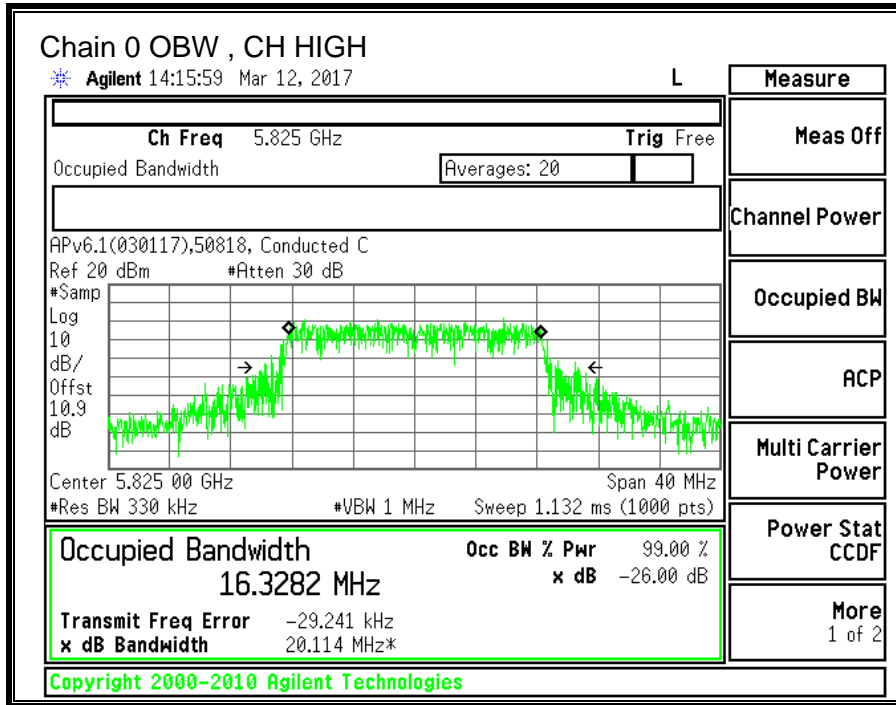 Chain 0 OBW , CH HIGH
Agilent 14:15:59 Mar 12, 2017 L
Measure
Ch Freq 5.825 GHz Trig Free
Occupied Bandwidth Averages: 20
APv6.1(030117),50818, Conducted C
Ref 20 dBm #Atten 30 dB
#Samp
Log
10
dB/
Offst
10.9
dB
Center 5.825 00 GHz Span 40 MHz
#Res BW 330 kHz #VBW 1 MHz Sweep 1.132 ms (1000 pts)
Occupied Bandwidth Occ BW % Pwr 99.00 %
16.3282 MHz x dB -26.00 dB
Transmit Freq Error -29.241 kHz
x dB Bandwidth 20.114 MHz*
Copyright 2000-2010 Agilent Technologies
Meas Off
Channel Power
Occupied BW
ACP
Multi Carrier
Power
Power Stat
CCDF
More
1 of 2